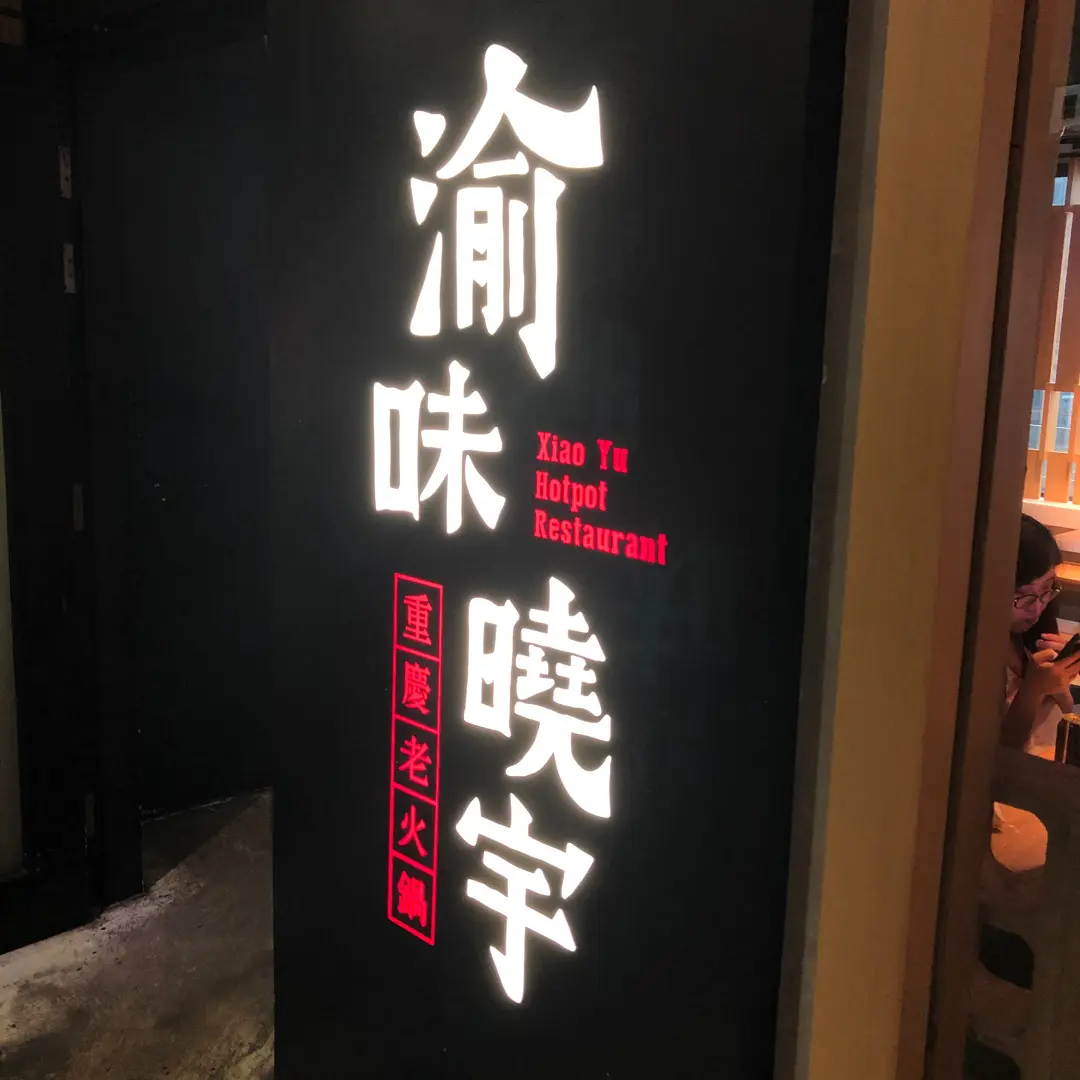 渝味
曉宇
Xiao Yu
Hotpot
Restaurant
重慶老火鍋